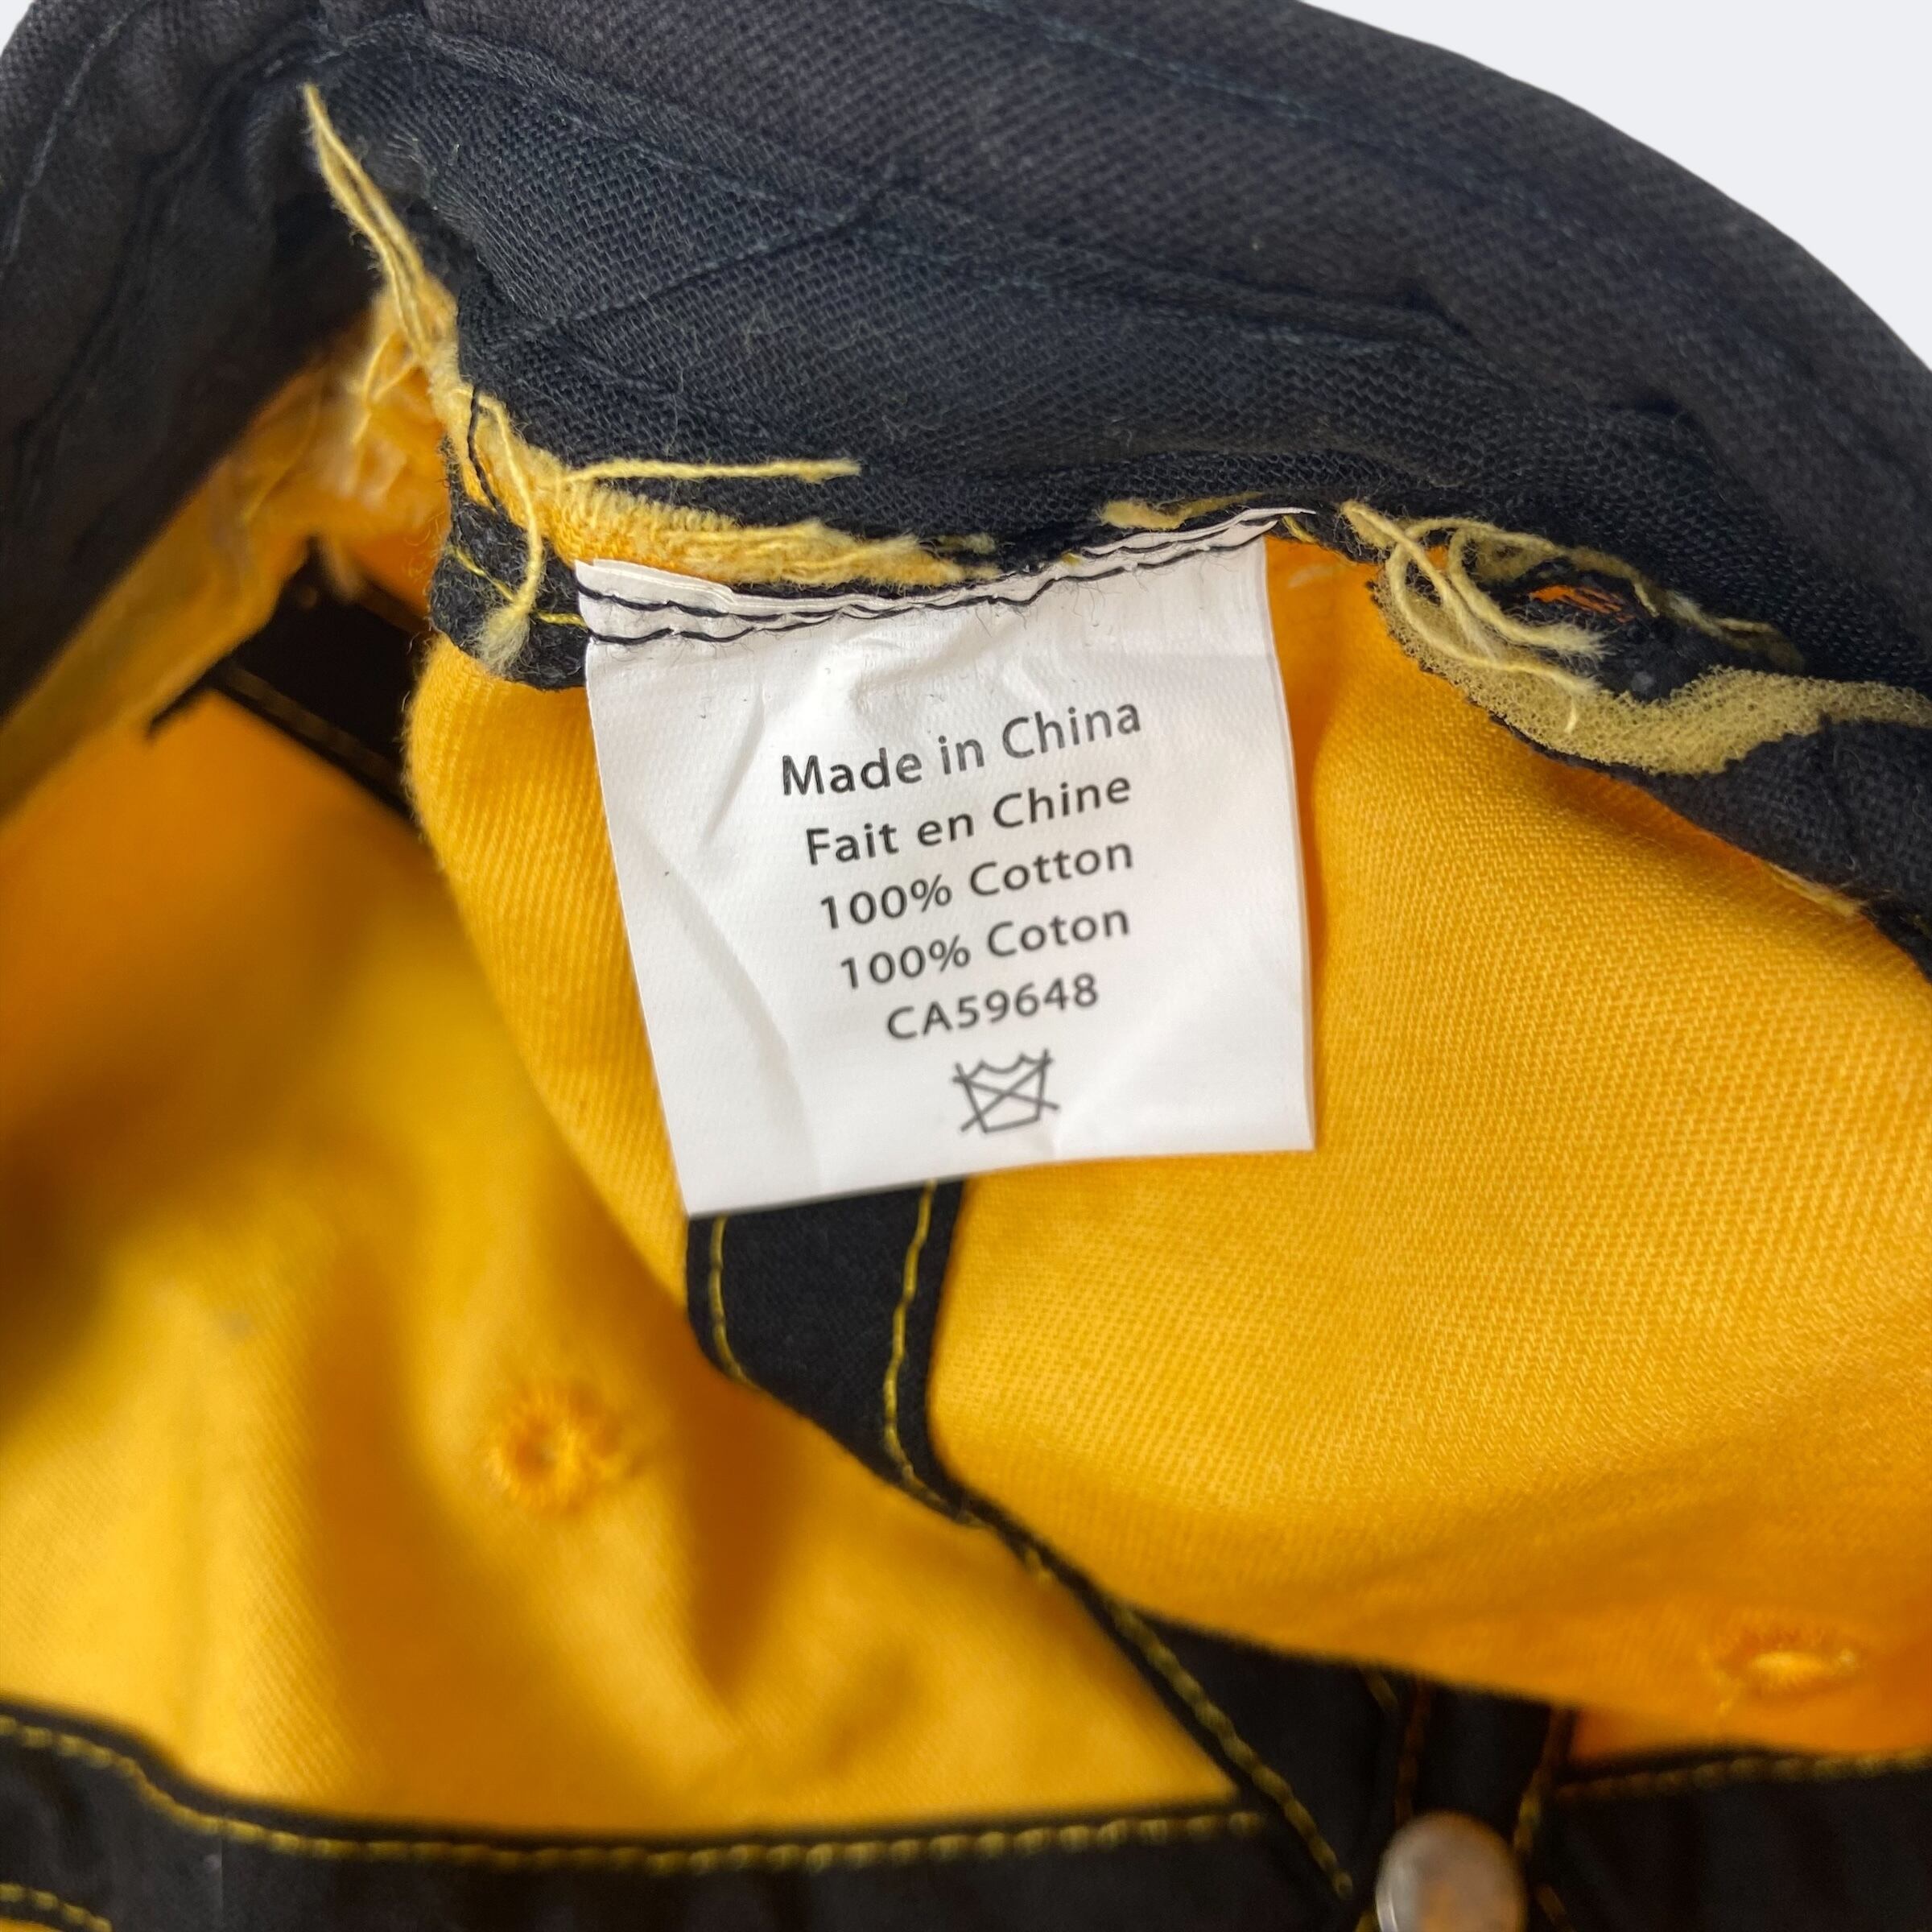 Made in China
Fait en Chine
100% Cotton
100% Coton
CA59648